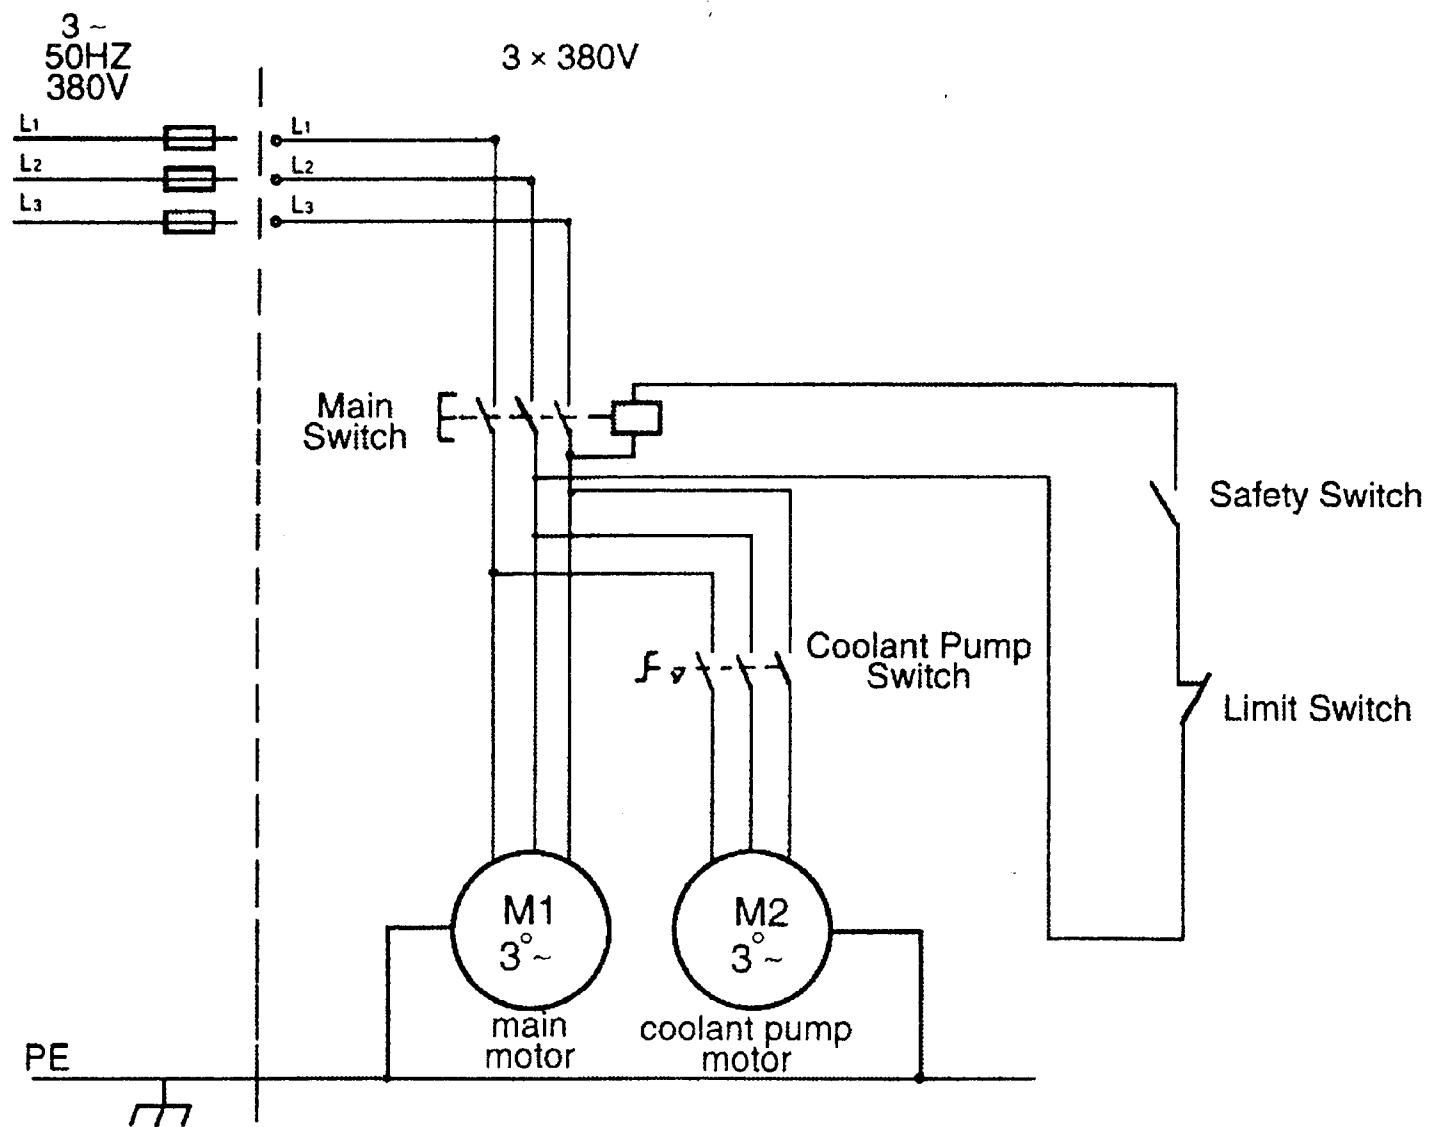 3 ~
50HZ
380V
3 × 380V
L1
L2
L3
L1
L2
L3
Main
Switch
Safety Switch
Coolant Pump
Switch
Limit Switch
M1
3° ~
M2
3° ~
main
motor
coolant pump
motor
PE